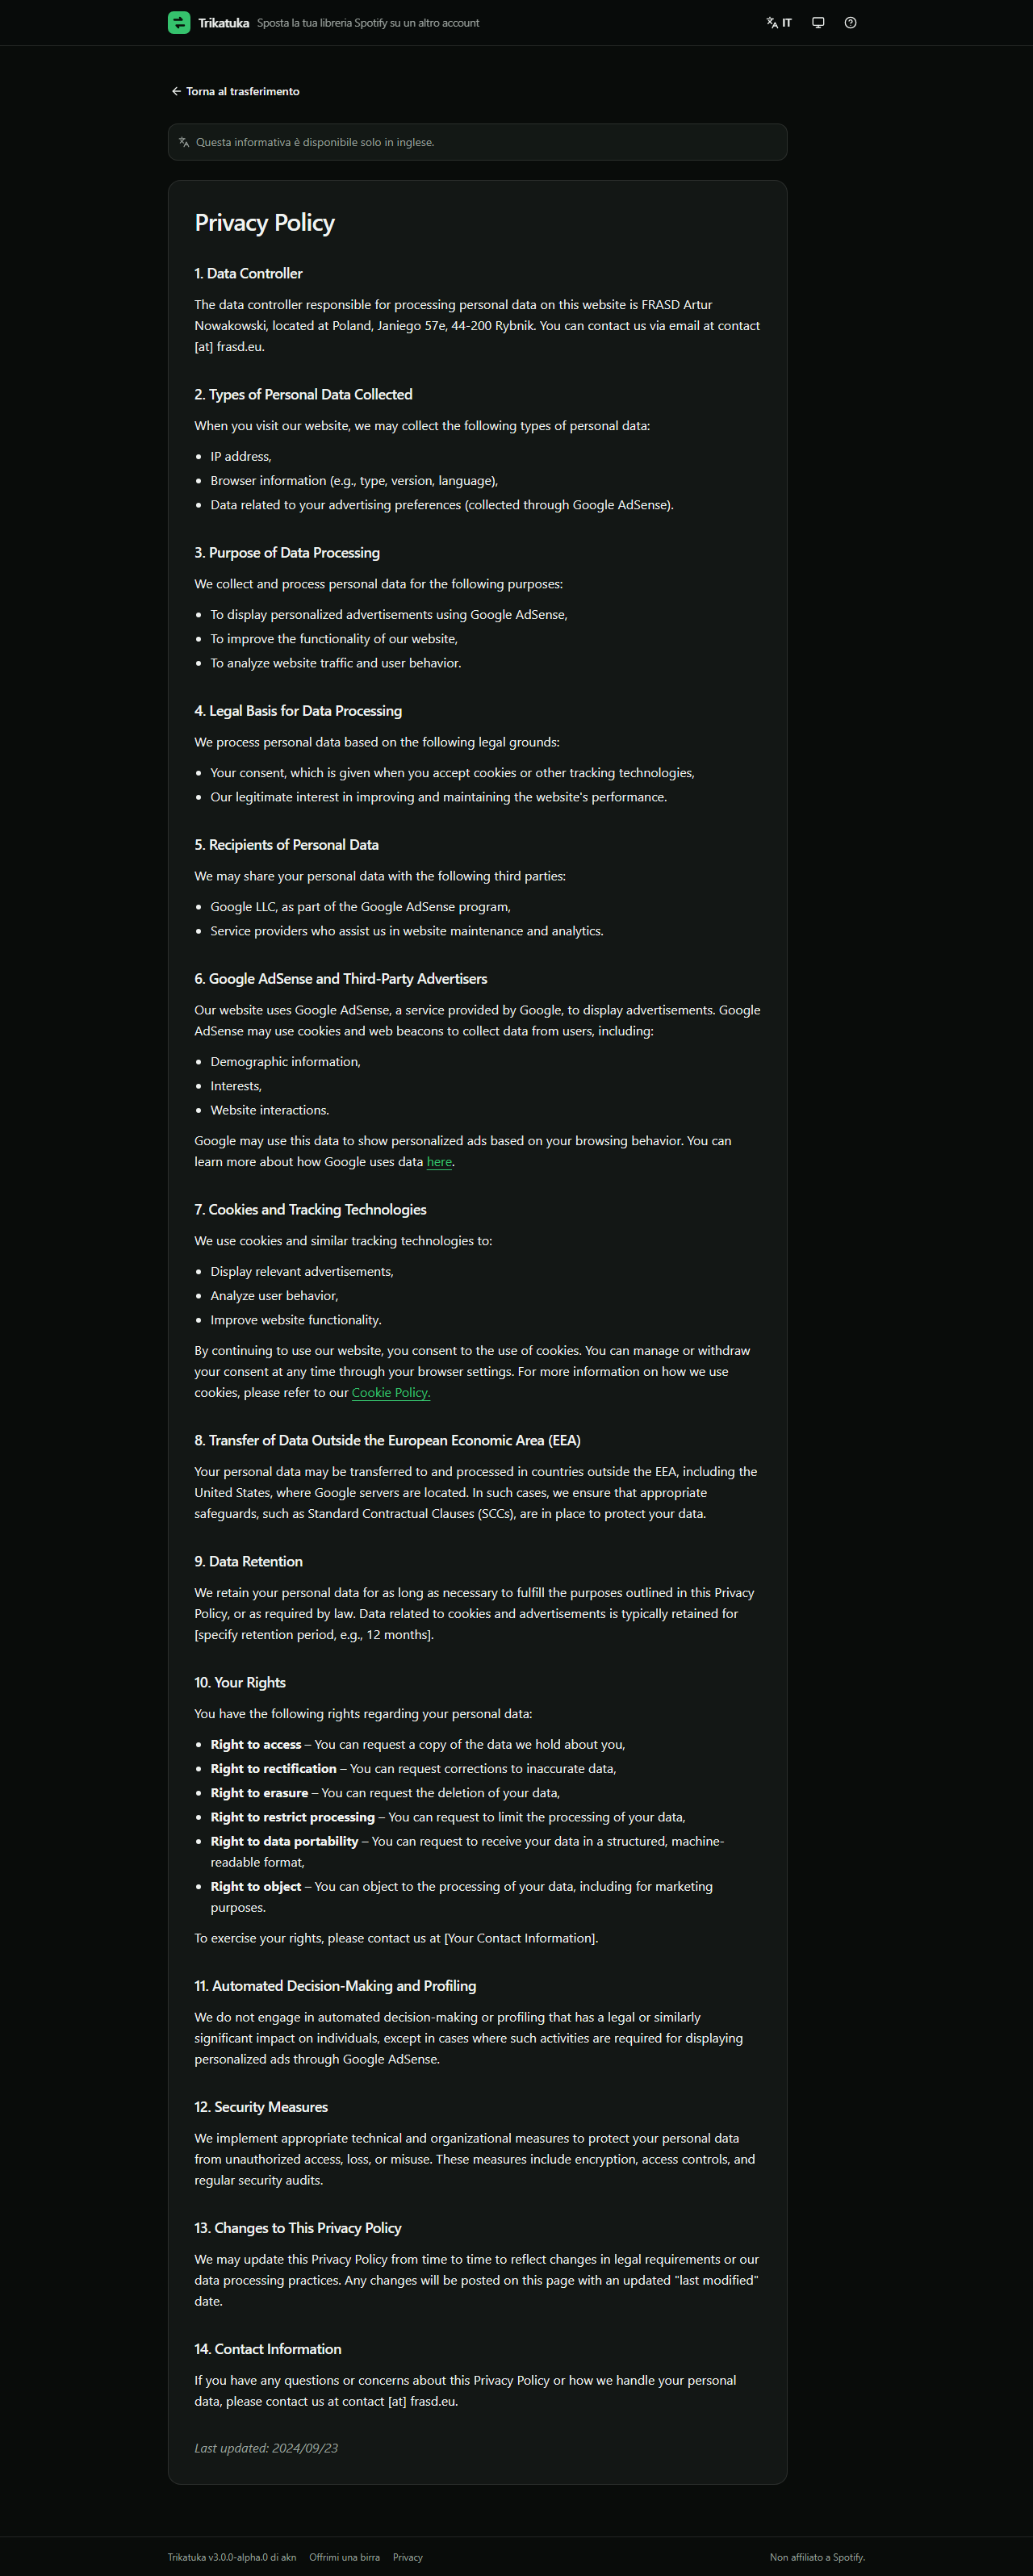 Trikatuka Sposta la tua libreria Spotify su un altro account IT
Torna al trasferimento
Questa informativa è disponibile solo in inglese.
Privacy Policy
1. Data Controller
The data controller responsible for processing personal data on this website is FRASD Artur
Nowakowski, located at Poland, Janiego 57e, 44-200 Rybnik. You can contact us via email at contact
[at] frasd.eu.
2. Types of Personal Data Collected
When you visit our website, we may collect the following types of personal data:
• IP address,
• Browser information (e.g., type, version, language),
• Data related to your advertising preferences (collected through Google AdSense).
3. Purpose of Data Processing
We collect and process personal data for the following purposes:
• To display personalized advertisements using Google AdSense,
• To improve the functionality of our website,
• To analyze website traffic and user behavior.
4. Legal Basis for Data Processing
We process personal data based on the following legal grounds:
• Your consent, which is given when you accept cookies or other tracking technologies,
• Our legitimate interest in improving and maintaining the website's performance.
5. Recipients of Personal Data
We may share your personal data with the following third parties:
• Google LLC, as part of the Google AdSense program,
• Service providers who assist us in website maintenance and analytics.
6. Google AdSense and Third-Party Advertisers
Our website uses Google AdSense, a service provided by Google, to display advertisements. Google
AdSense may use cookies and web beacons to collect data from users, including:
• Demographic information,
• Interests,
• Website interactions.
Google may use this data to show personalized ads based on your browsing behavior. You can
learn more about how Google uses data here.
7. Cookies and Tracking Technologies
We use cookies and similar tracking technologies to:
• Display relevant advertisements,
• Analyze user behavior,
• Improve website functionality.
By continuing to use our website, you consent to the use of cookies. You can manage or withdraw
your consent at any time through your browser settings. For more information on how we use
cookies, please refer to our Cookie Policy.
8. Transfer of Data Outside the European Economic Area (EEA)
Your personal data may be transferred to and processed in countries outside the EEA, including the
United States, where Google servers are located. In such cases, we ensure that appropriate
safeguards, such as Standard Contractual Clauses (SCCs), are in place to protect your data.
9. Data Retention
We retain your personal data for as long as necessary to fulfill the purposes outlined in this Privacy
Policy, or as required by law. Data related to cookies and advertisements is typically retained for
[specify retention period, e.g., 12 months].
10. Your Rights
You have the following rights regarding your personal data:
• Right to access – You can request a copy of the data we hold about you,
• Right to rectification – You can request corrections to inaccurate data,
• Right to erasure – You can request the deletion of your data,
• Right to restrict processing – You can request to limit the processing of your data,
• Right to data portability – You can request to receive your data in a structured, machine-
readable format,
• Right to object – You can object to the processing of your data, including for marketing
purposes.
To exercise your rights, please contact us at [Your Contact Information].
11. Automated Decision-Making and Profiling
We do not engage in automated decision-making or profiling that has a legal or similarly
significant impact on individuals, except in cases where such activities are required for displaying
personalized ads through Google AdSense.
12. Security Measures
We implement appropriate technical and organizational measures to protect your personal data
from unauthorized access, loss, or misuse. These measures include encryption, access controls, and
regular security audits.
13. Changes to This Privacy Policy
We may update this Privacy Policy from time to time to reflect changes in legal requirements or our
data processing practices. Any changes will be posted on this page with an updated "last modified"
date.
14. Contact Information
If you have any questions or concerns about this Privacy Policy or how we handle your personal
data, please contact us at contact [at] frasd.eu.
Last updated: 2024/09/23
Trikatuka v3.0.0-alpha.0 di akn Offrimi una birra Privacy Non affiliato a Spotify.